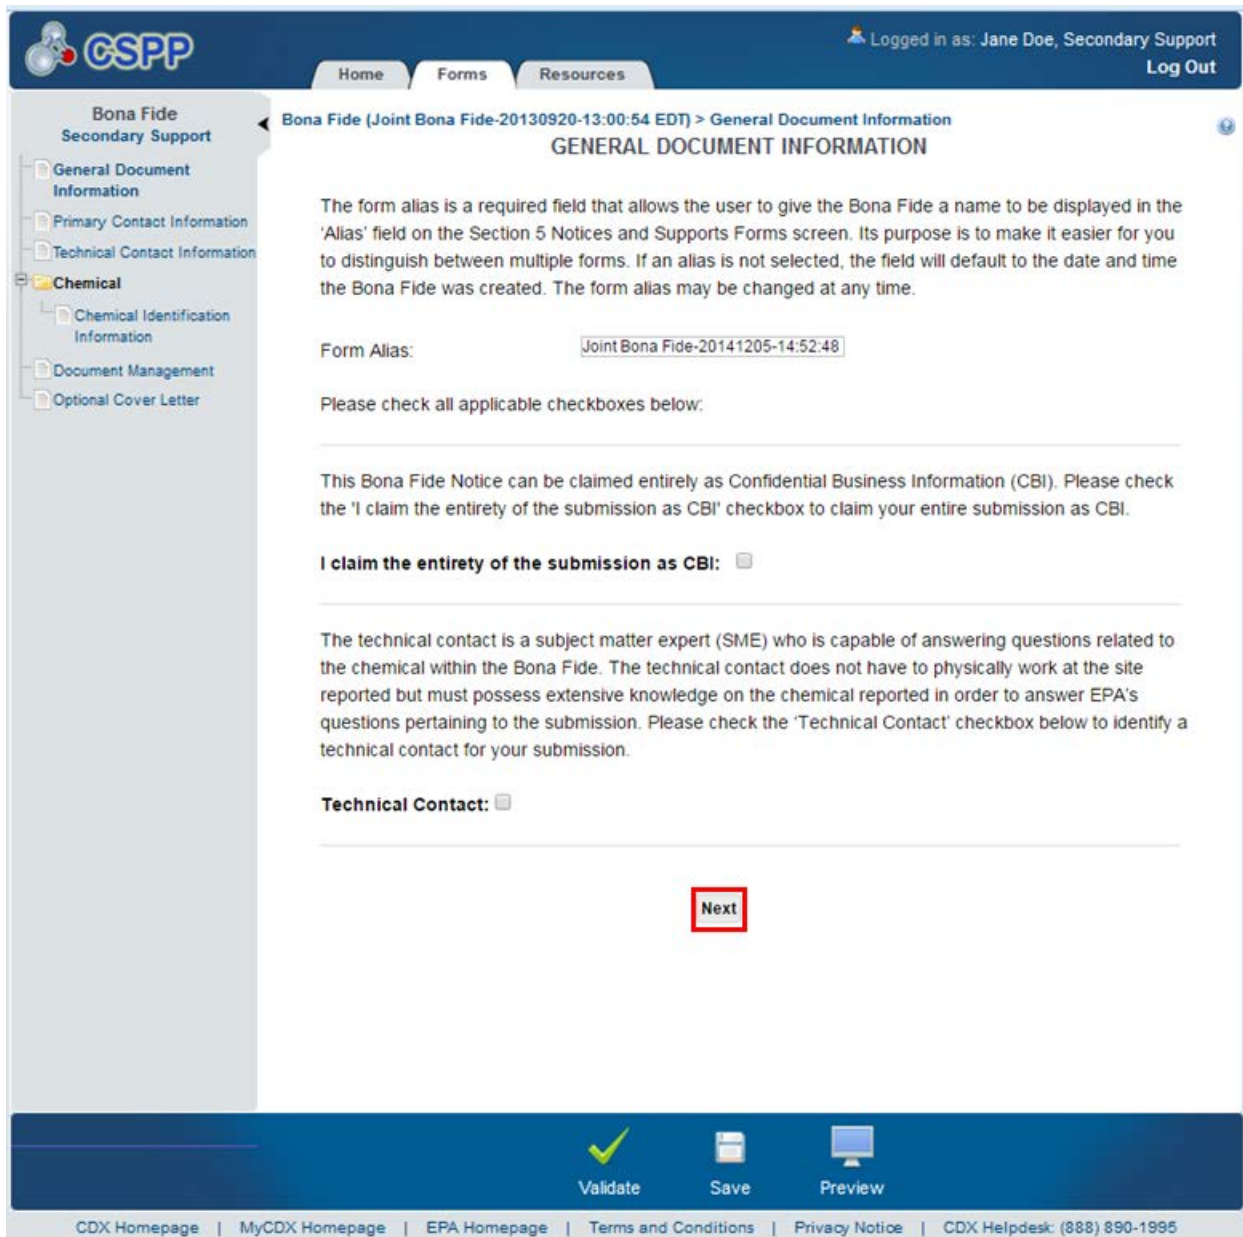 CSPP
Logged in as: Jane Doe, Secondary Support
Log Out
Home Forms Resources
Bona Fide
Secondary Support
General Document
Information
Primary Contact Information
Technical Contact Information
Chemical
Chemical Identification
Information
Document Management
Optional Cover Letter
Bona Fide (Joint Bona Fide-20130920-13:00:54 EDT) > General Document Information
GENERAL DOCUMENT INFORMATION
The form alias is a required field that allows the user to give the Bona Fide a name to be displayed in the
'Alias' field on the Section 5 Notices and Supports Forms screen. Its purpose is to make it easier for you
to distinguish between multiple forms. If an alias is not selected, the field will default to the date and time
the Bona Fide was created. The form alias may be changed at any time.
Form Alias: Joint Bona Fide-20141205-14:52:48
Please check all applicable checkboxes below:
This Bona Fide Notice can be claimed entirely as Confidential Business Information (CBI). Please check
the 'I claim the entirety of the submission as CBI' checkbox to claim your entire submission as CBI.
I claim the entirety of the submission as CBI:
The technical contact is a subject matter expert (SME) who is capable of answering questions related to
the chemical within the Bona Fide. The technical contact does not have to physically work at the site
reported but must possess extensive knowledge on the chemical reported in order to answer EPA's
questions pertaining to the submission. Please check the 'Technical Contact' checkbox below to identify a
technical contact for your submission.
Technical Contact:
Next
Validate Save Preview
CDX Homepage | MyCDX Homepage | EPA Homepage | Terms and Conditions | Privacy Notice | CDX Helpdesk: (888) 890-1995